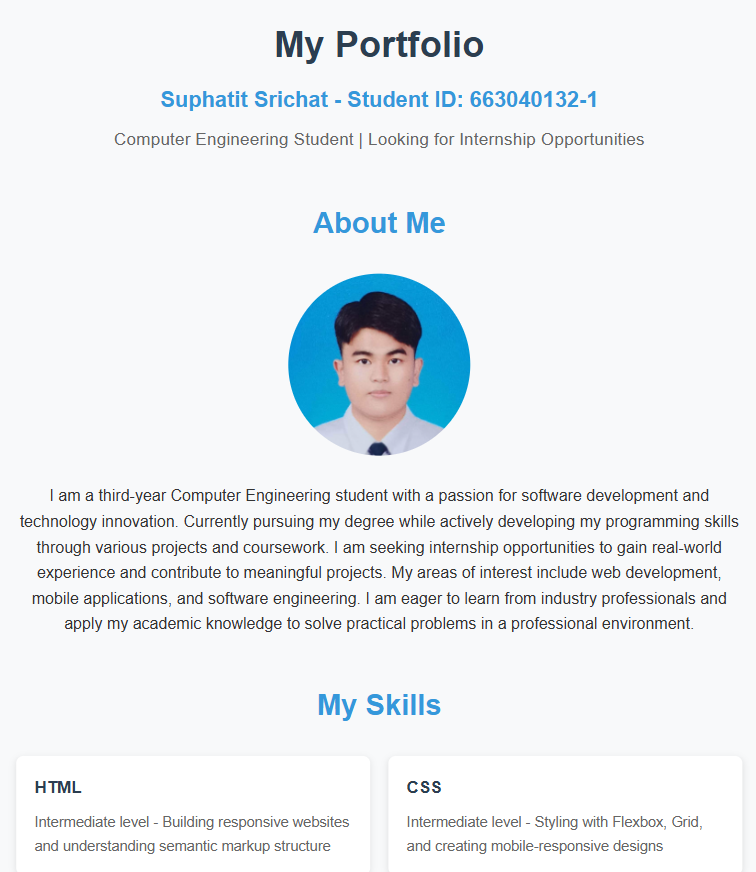 My Portfolio
Suphatit Srichat - Student ID: 663040132-1
Computer Engineering Student | Looking for Internship Opportunities
About Me
I am a third-year Computer Engineering student with a passion for software development and
technology innovation. Currently pursuing my degree while actively developing my programming skills
through various projects and coursework. I am seeking internship opportunities to gain real-world
experience and contribute to meaningful projects. My areas of interest include web development,
mobile applications, and software engineering. I am eager to learn from industry professionals and
apply my academic knowledge to solve practical problems in a professional environment.
My Skills
HTML
Intermediate level - Building responsive websites
and understanding semantic markup structure
CSS
Intermediate level - Styling with Flexbox, Grid,
and creating mobile-responsive designs